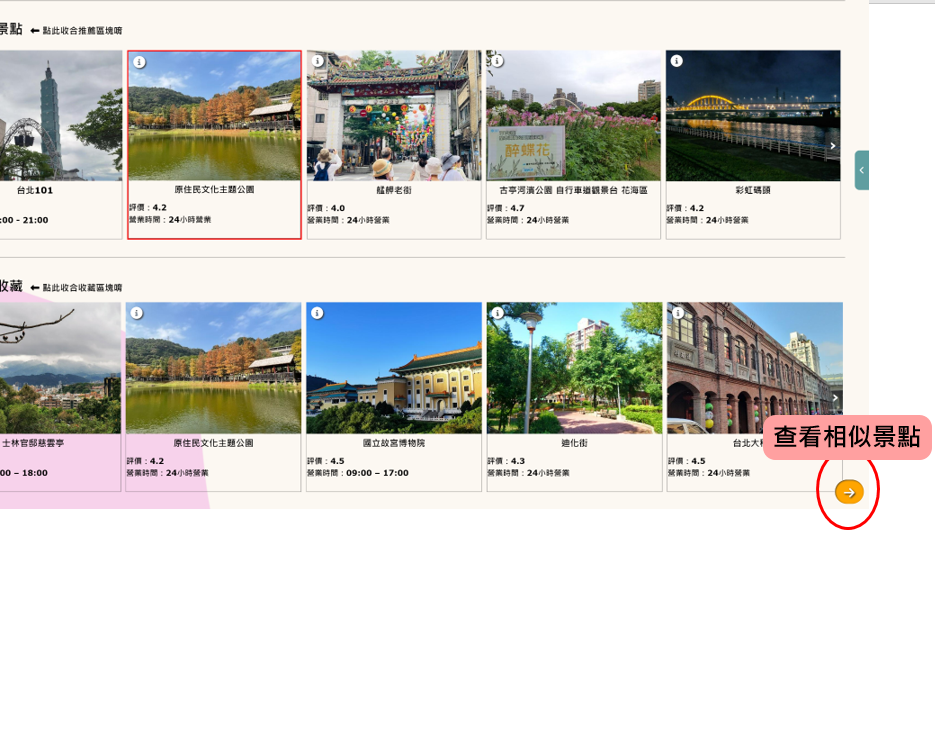 景點 ⬅ 點此收合推薦區塊唷
台北101
:00 - 21:00
原住民文化主題公園
評價：4.2
營業時間：24小時營業
艋舺老街
評價：4.0
營業時間：24小時營業
醉蝶花
古亭河濱公園 自行車道觀景台 花海區
評價：4.7
營業時間：24小時營業
彩虹碼頭
評價：4.2
營業時間：24小時營業
收藏 ⬅ 點此收合收藏區塊唷
士林官邸慈雲亭
00 – 18:00
原住民文化主題公園
評價：4.2
營業時間：24小時營業
國立故宮博物院
評價：4.5
營業時間：09:00 – 17:00
迪化街
評價：4.3
營業時間：24小時營業
台北大
評價：4.5
營業時間：24小時營業
查看相似景點